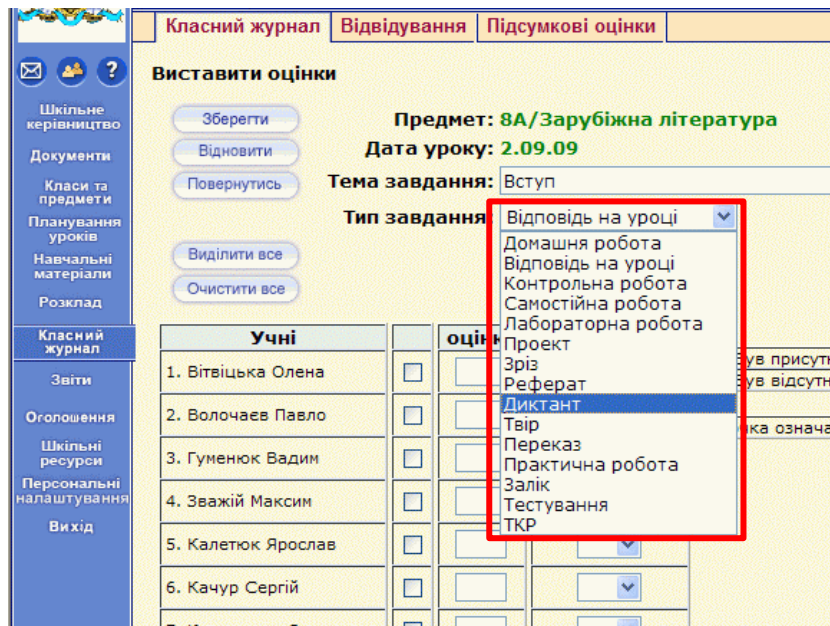 Класний журнал Відвідування Підсумкові оцінки
?
Виставити оцінки
Шкільне
керівництво
Документи
Класи та
предмети
Планування
уроків
Навчальні
матеріали
Розклад
Класний
журнал
Звіти
Оголошення
Шкільні
ресурси
Персональні
налаштування
Вихід
Зберегти
Відновити
Повернутись
Виділити все
Очистити все
Предмет: 8А/Зарубіжна література
Дата уроку: 2.09.09
Тема завдання: Вступ
Тип завдання: Відповідь на уроці
Домашня робота
Відповідь на уроці
Контрольна робота
Самостійна робота
Лабораторна робота
Проект
Зріз
Реферат
Диктант
Твір
Переказ
Практична робота
Залік
Тестування
ТКР
Учні
1. Вітвіцька Олена
2. Волочаєв Павло
3. Гуменюк Вадим
4. Зважій Максим
5. Калетюк Ярослав
6. Качур Сергій